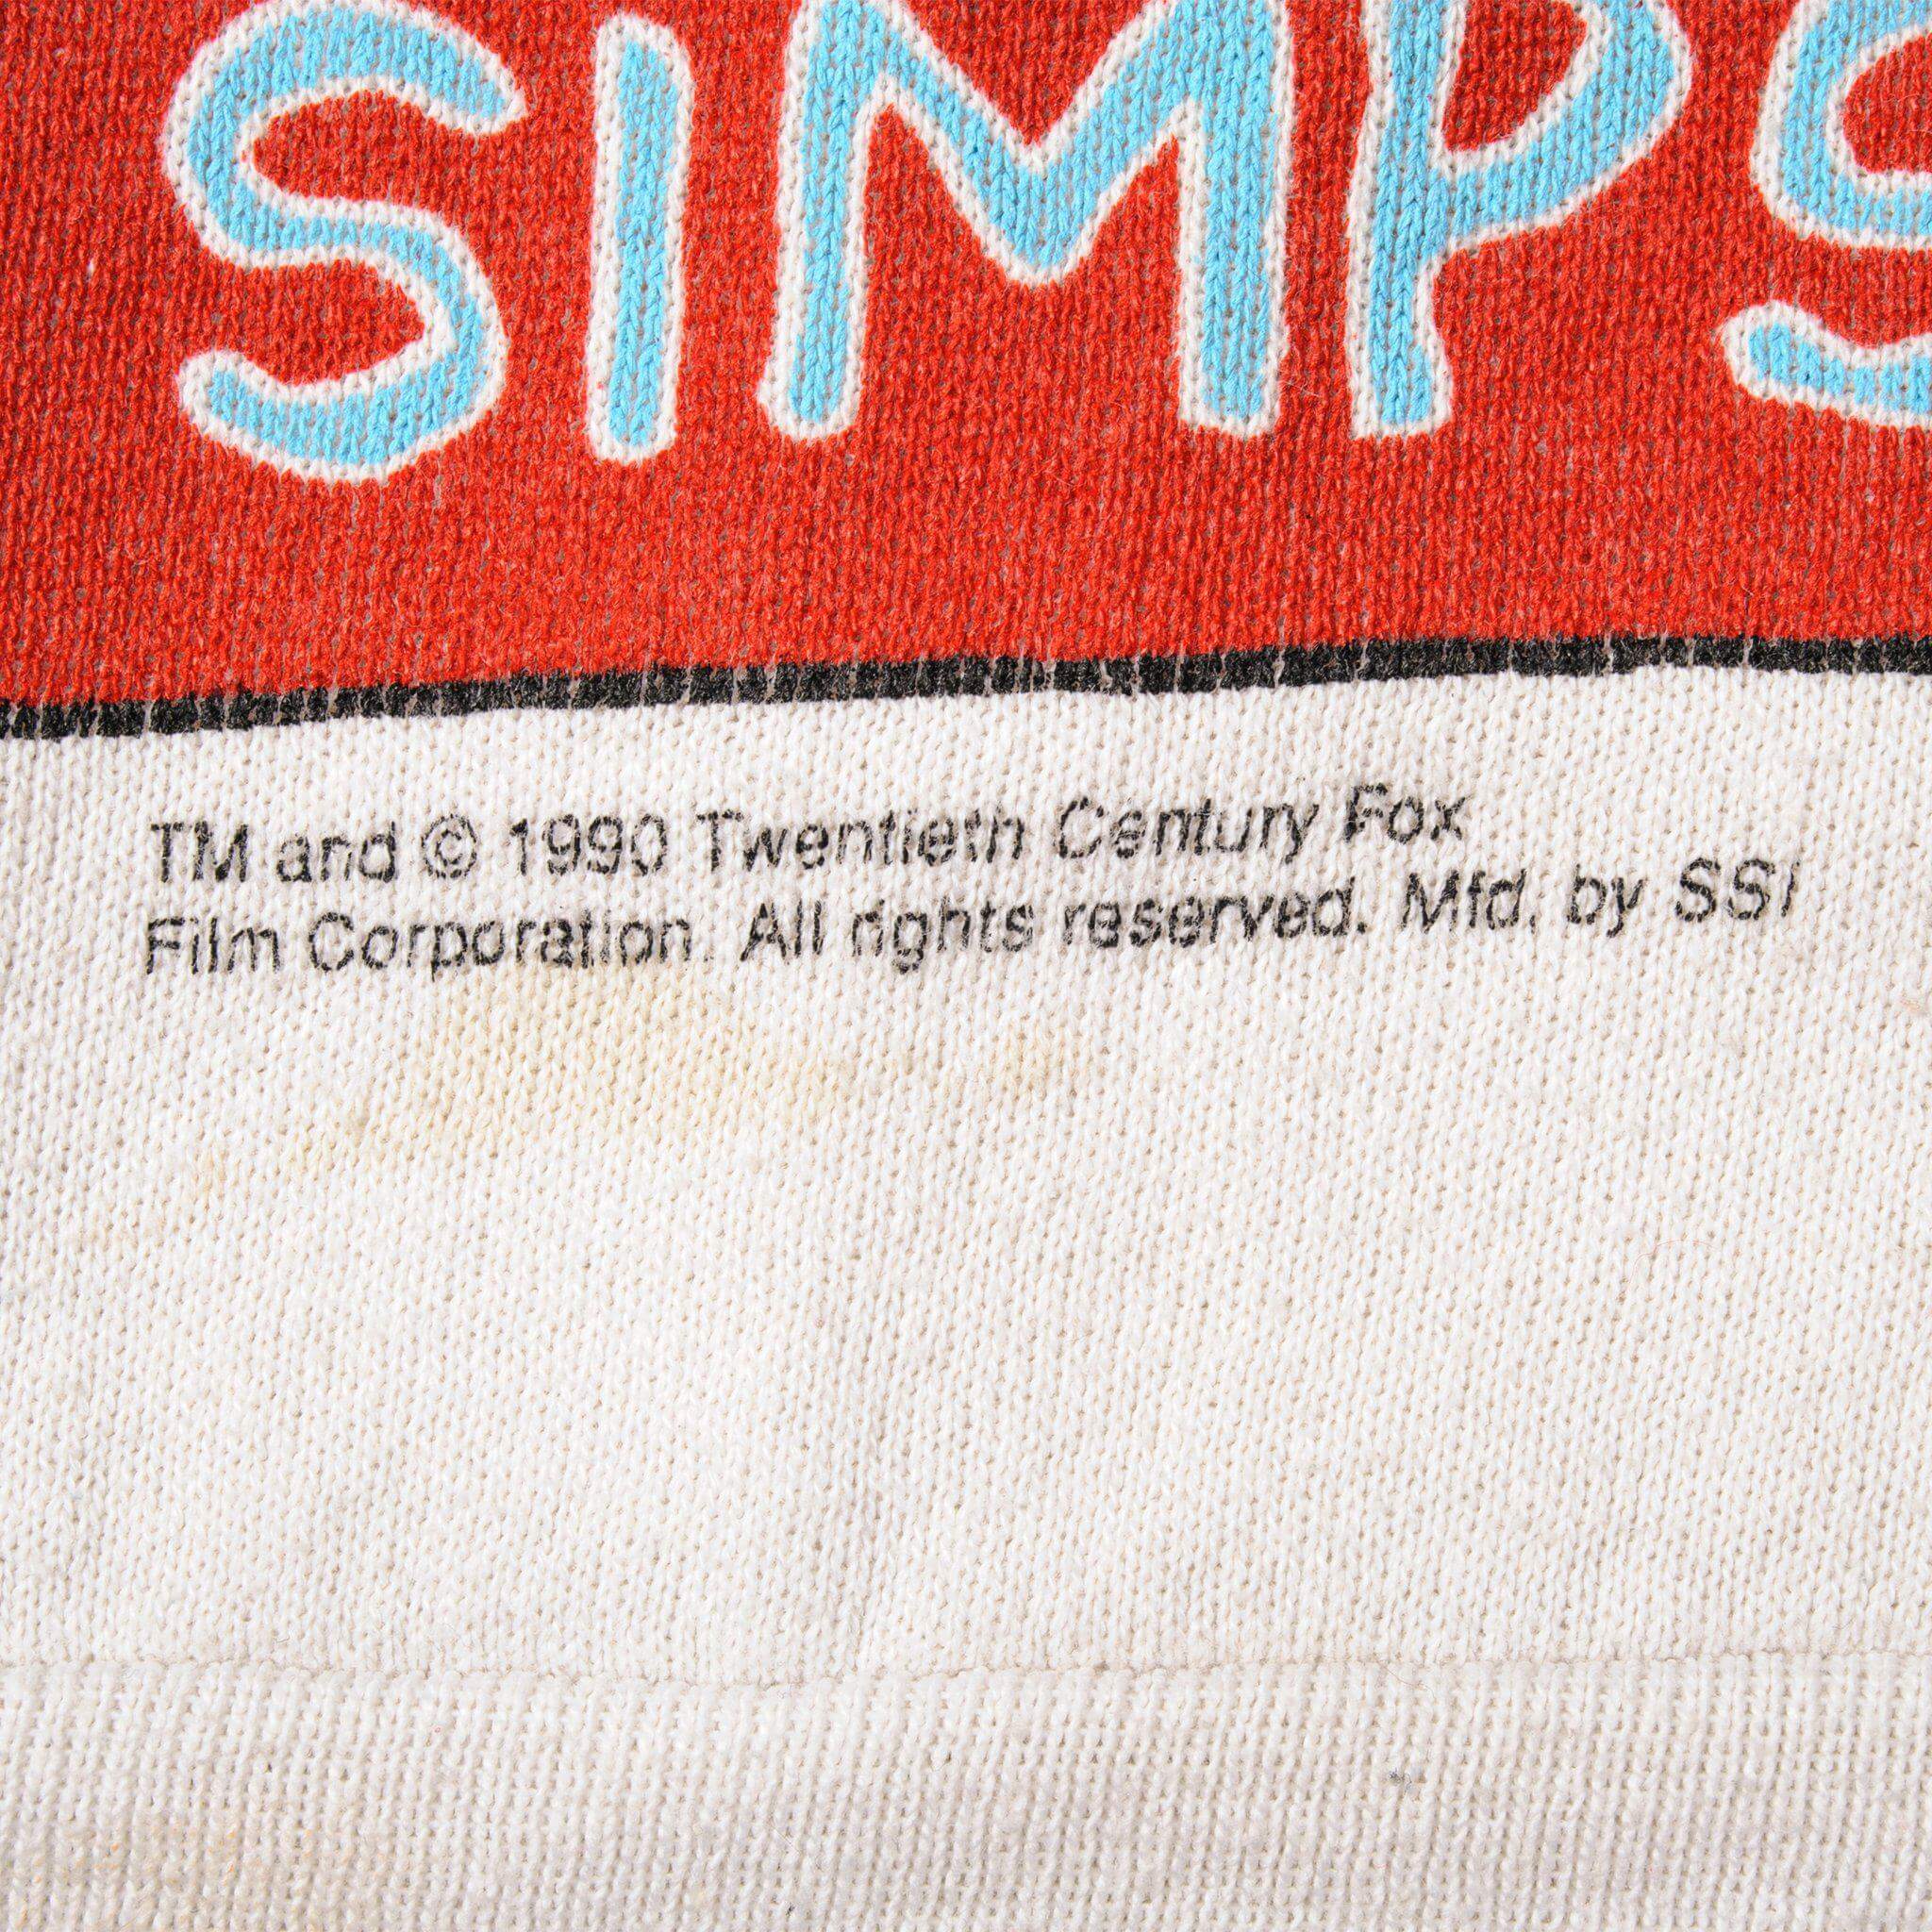 SIMPS
TM and © 1990 Twentieth Century Fox
Film Corporation. All rights reserved. Mfd. by SSI